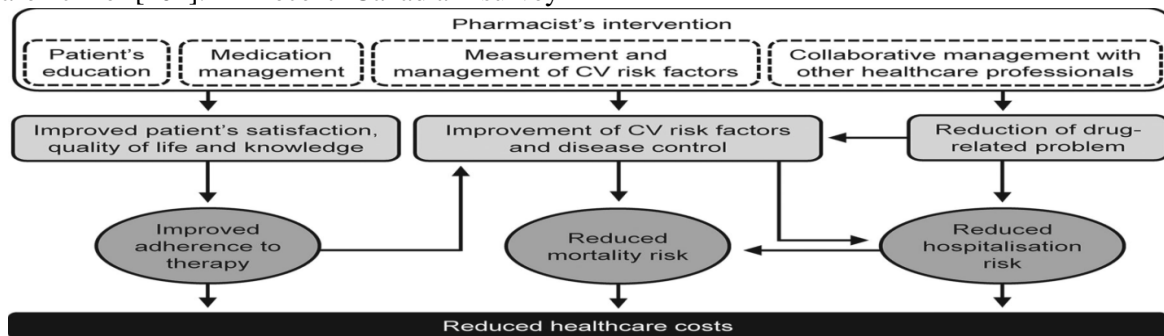 Pharmacist's intervention
Patient's
education
Medication
management
Measurement and
management of CV risk factors
Collaborative management with
other healthcare professionals
Improved patient's satisfaction,
quality of life and knowledge
Improvement of CV risk factors
and disease control
Reduction of drug-
related problem
Improved
adherence to
therapy
Reduced
mortality risk
Reduced
hospitalisation
risk
Reduced healthcare costs